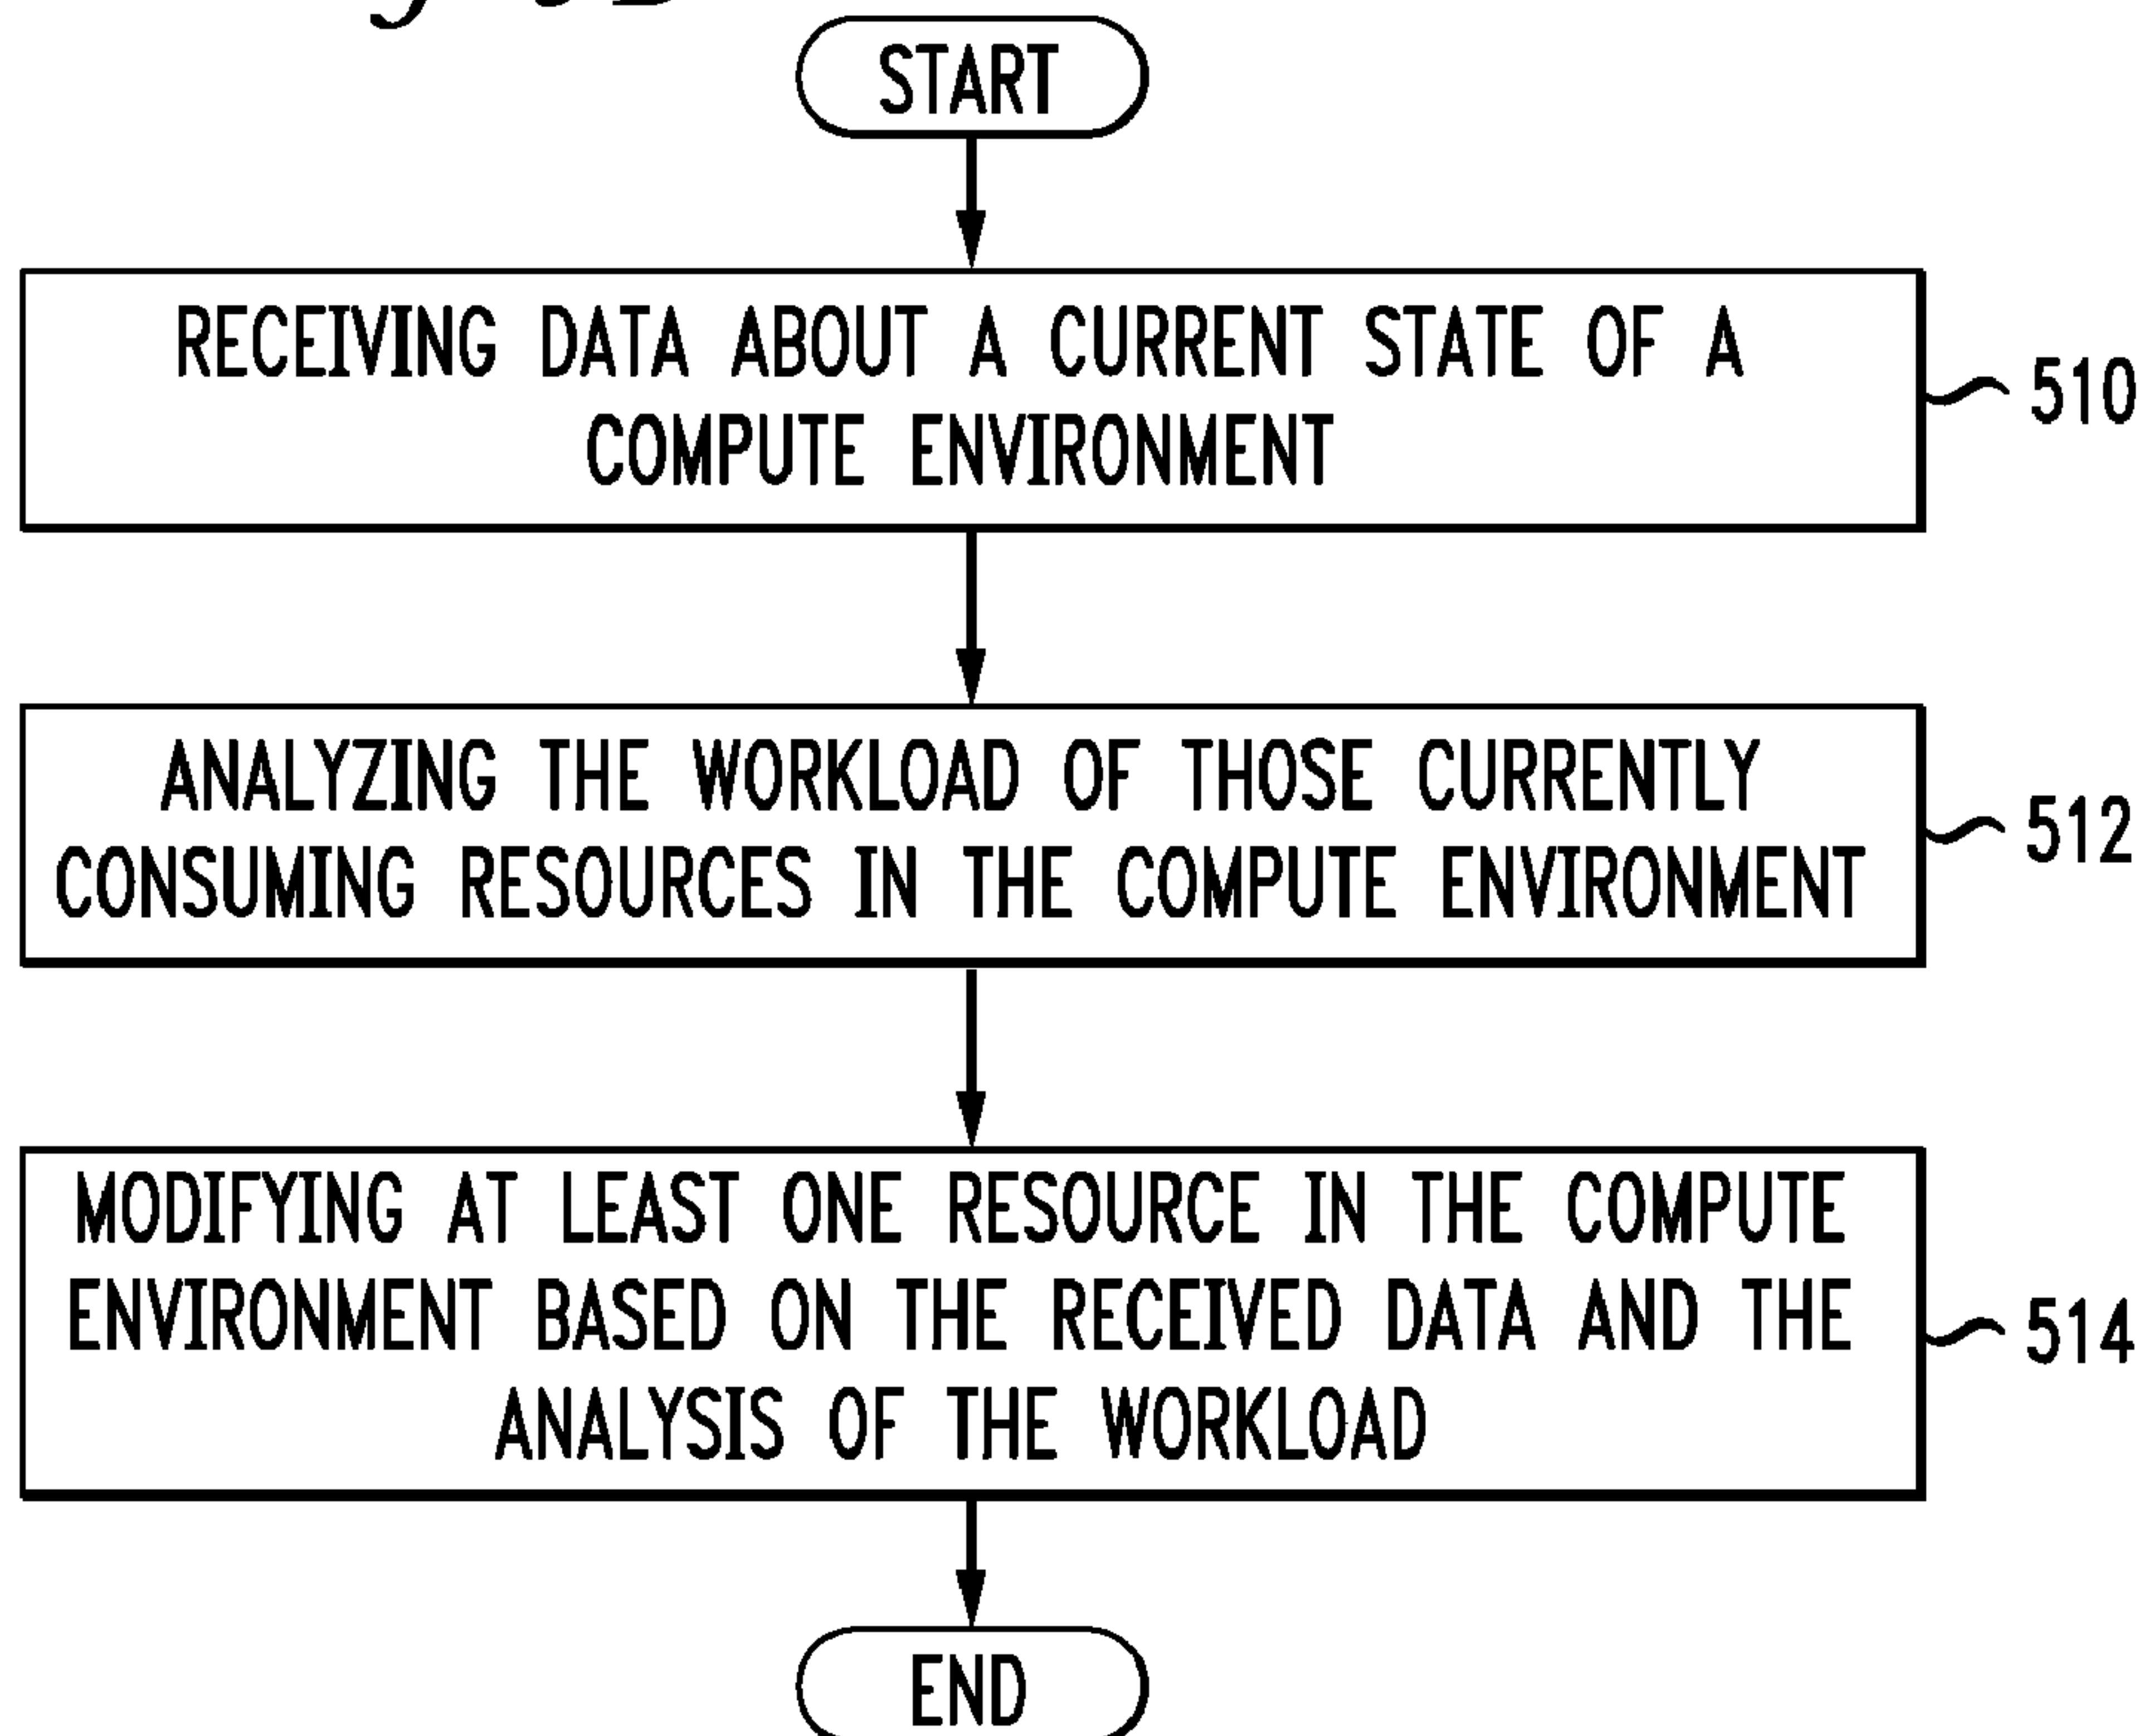 START
RECEIVING DATA ABOUT A CURRENT STATE OF A
COMPUTE ENVIRONMENT
510
ANALYZING THE WORKLOAD OF THOSE CURRENTLY
CONSUMING RESOURCES IN THE COMPUTE ENVIRONMENT
512
MODIFYING AT LEAST ONE RESOURCE IN THE COMPUTE
ENVIRONMENT BASED ON THE RECEIVED DATA AND THE
ANALYSIS OF THE WORKLOAD
514
END